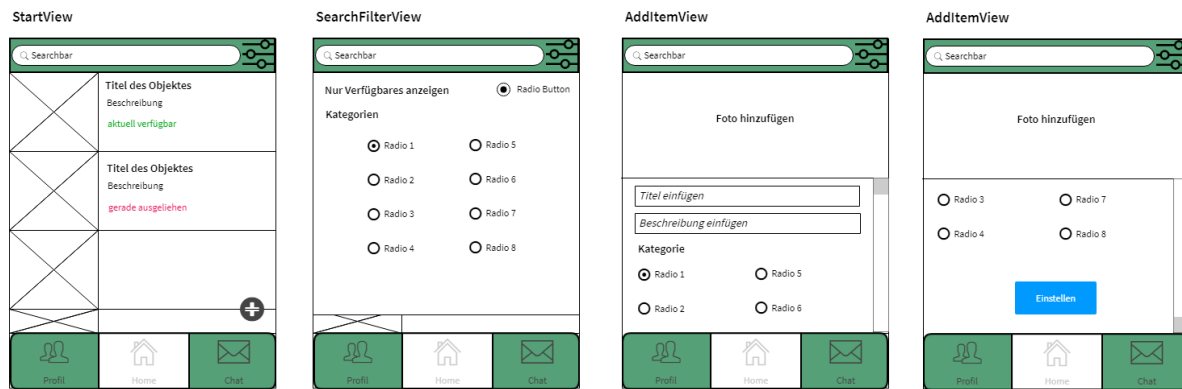 StartView
Searchbar
Titel des Objektes
Beschreibung
aktuell verfügbar
Titel des Objektes
Beschreibung
gerade ausgeliehen
Profil
Home
Chat
SearchFilterView
Searchbar
Nur Verfügbares anzeigen
Radio Button
Kategorien
Radio 1
Radio 5
Radio 2
Radio 6
Radio 3
Radio 7
Radio 4
Radio 8
Profil
Home
Chat
AddItemView
Searchbar
Foto hinzufügen
Titel einfügen
Beschreibung einfügen
Kategorie
Radio 1
Radio 5
Radio 2
Radio 6
Profil
Home
Chat
AddItemView
Searchbar
Foto hinzufügen
Radio 3
Radio 7
Radio 4
Radio 8
Einstellen
Profil
Home
Chat